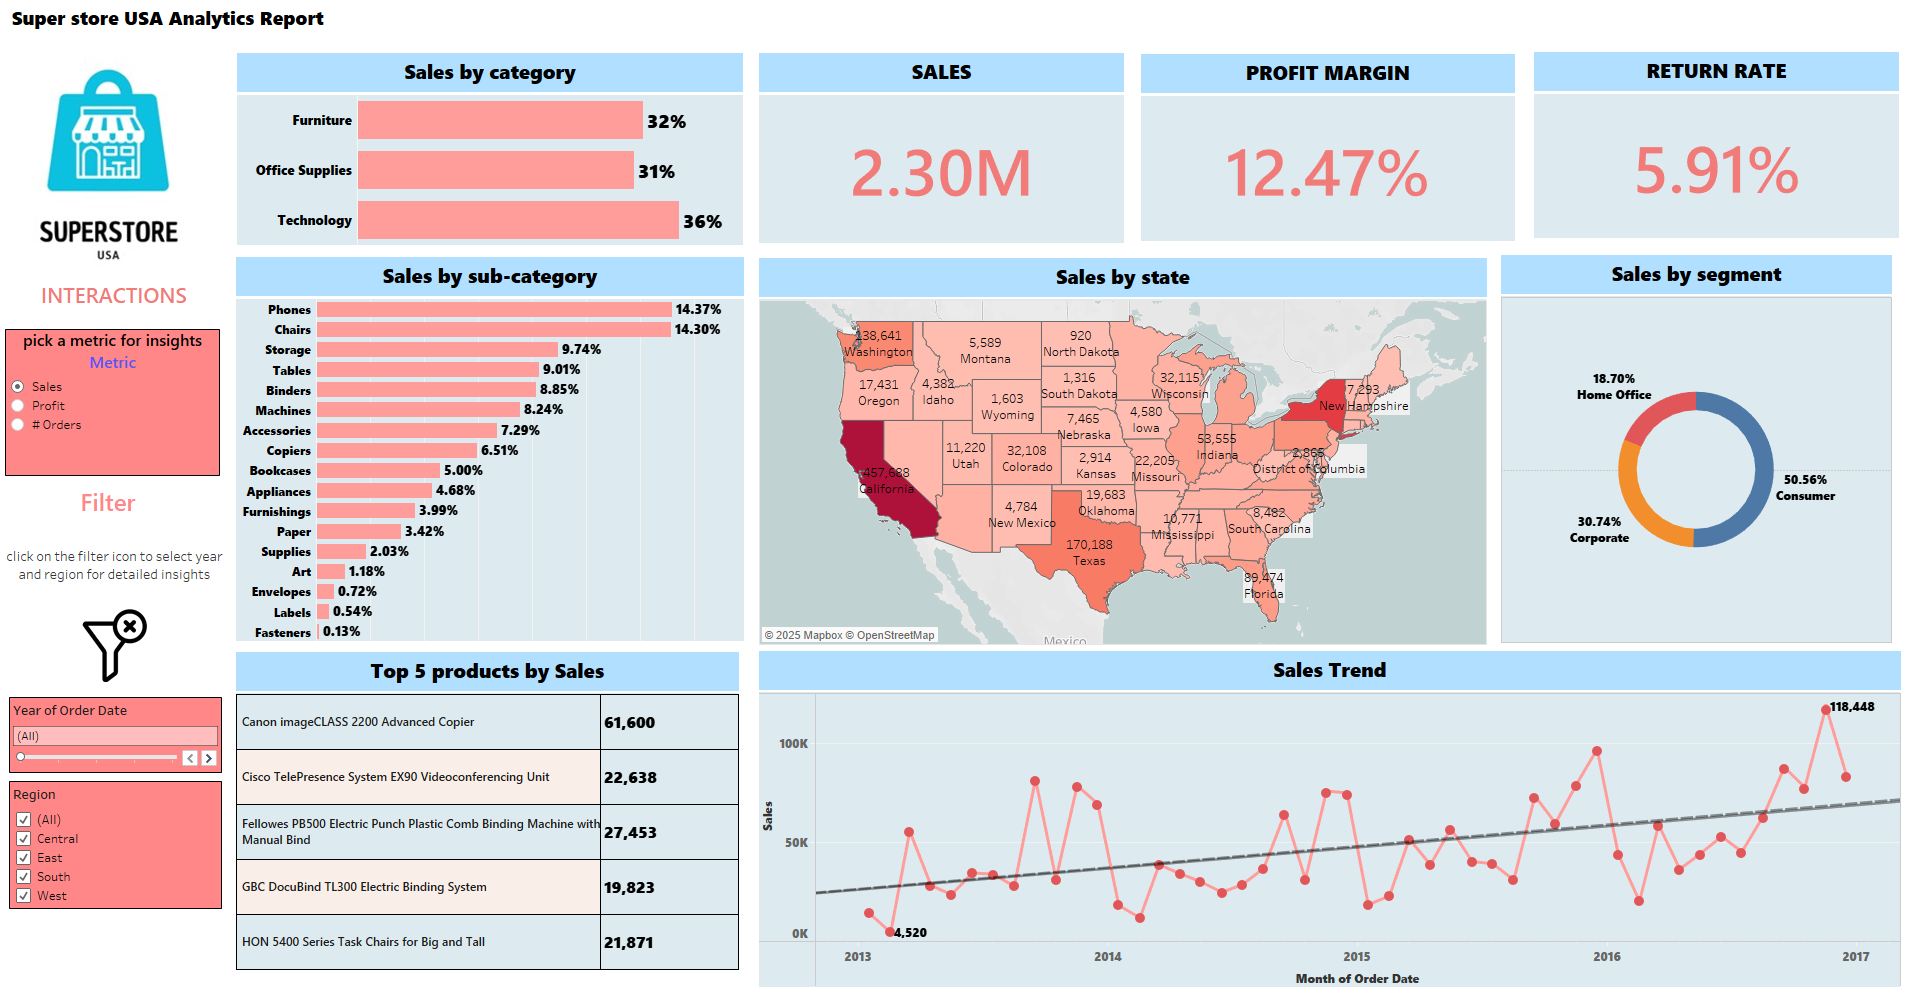 Super store USA Analytics Report
SUPERSTORE
USA
INTERACTIONS
pick a metric for insights
Metric
Sales
Profit
# Orders
Filter
click on the filter icon to select year
and region for detailed insights
Year of Order Date
(All)
Region
(All)
Central
East
South
West
Sales by category
Furniture 32%
Office Supplies 31%
Technology 36%
SALES
2.30M
PROFIT MARGIN
12.47%
RETURN RATE
5.91%
Sales by sub-category
Phones 14.37%
Chairs 14.30%
Storage 9.74%
Tables 9.01%
Binders 8.85%
Machines 8.24%
Accessories 7.29%
Copiers 6.51%
Bookcases 5.00%
Appliances 4.68%
Furnishings 3.99%
Paper 3.42%
Supplies 2.03%
Art 1.18%
Envelopes 0.72%
Labels 0.54%
Fasteners 0.13%
Sales by state
138,641
Washington
5,589
Montana
920
North Dakota
17,431
Oregon
4,382
Idaho
1,316
South Dakota
32,115
Wisconsin
7,293
New Hampshire
1,603
Wyoming
7,465
Nebraska
4,580
Iowa
457,688
California
11,220
Utah
32,108
Colorado
2,914
Kansas
22,205
Missouri
53,555
Indiana
2,865
District of Columbia
4,784
New Mexico
19,683
Oklahoma
10,771
Mississippi
8,482
South Carolina
170,188
Texas
89,474
Florida
Mexico
© 2025 Mapbox © OpenStreetMap
Sales by segment
18.70%
Home Office
50.56%
Consumer
30.74%
Corporate
Top 5 products by Sales
Canon imageCLASS 2200 Advanced Copier 61,600
Cisco TelePresence System EX90 Videoconferencing Unit 22,638
Fellowes PB500 Electric Punch Plastic Comb Binding Machine with
Manual Bind 27,453
GBC DocuBind TL300 Electric Binding System 19,823
HON 5400 Series Task Chairs for Big and Tall 21,871
Sales Trend
118,448
100K
50K
0K
Sales
4,520
2013 2014 2015 2016 2017
Month of Order Date